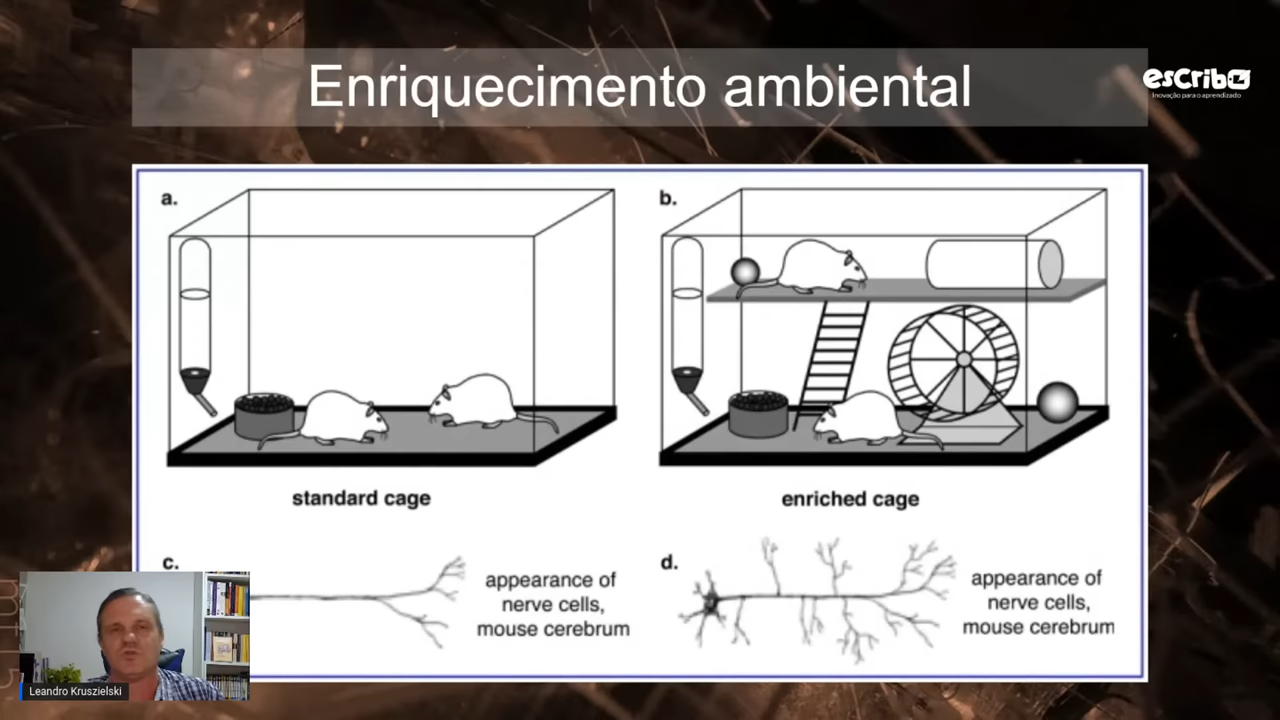 Enriquecimento ambiental
esCribo
Inovação para o aprendizado
a.
b.
standard cage
enriched cage
c.
d.
appearance of
nerve cells,
mouse cerebrum
appearance of
nerve cells,
mouse cerebrum
Leandro Kruszielski